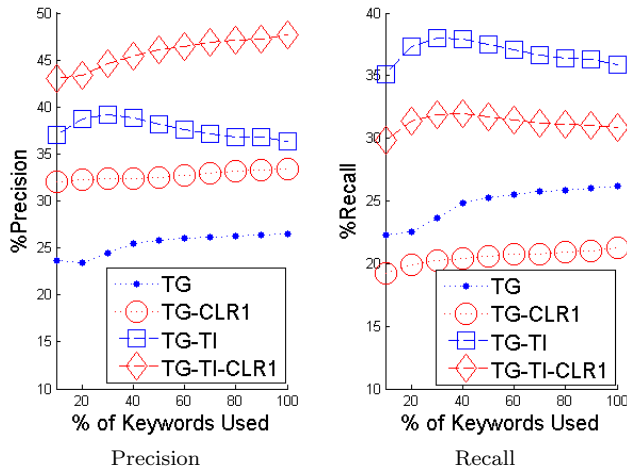 50
45
40
35
30
25
20
15
10
%Precision
20
40
60
80
100
% of Keywords Used
TG
TG-CLR1
TG-TI
TG-TI-CLR1
Precision
40
35
30
25
20
15
10
%Recall
20
40
60
80
100
% of Keywords Used
TG
TG-CLR1
TG-TI
TG-TI-CLR1
Recall